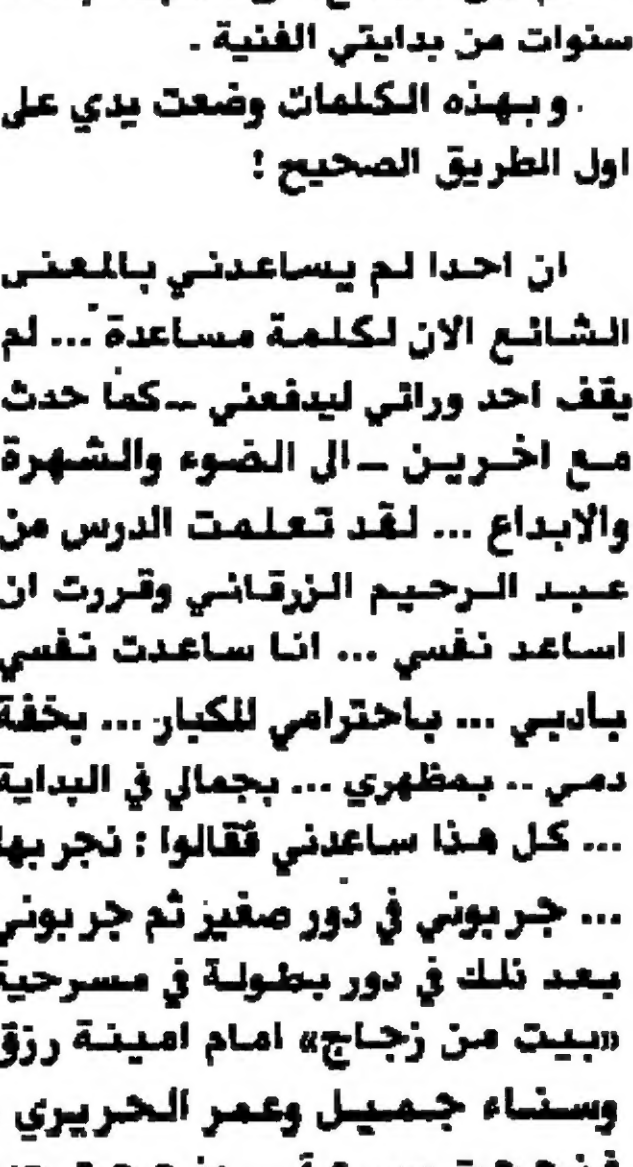 سنوات من بدايتي الفنية .
. وبهذه الكلمات وضعت يدي على
اول الطريق الصحيح !
ان احدا لم يساعدني بالمعنى
الشائع الان لكلمة مساعدة ... لم
يقف احد ورائي ليدفعني ــ كما حدث
مع اخرين ــ الى الضوء والشهرة
والابداع ... لقد تعلمت الدرس من
عبد الرحيم الزرقاني وقررت ان
اساعد نفسي ... انا ساعدت نفسي
بأدبي ... باحترامي للكبار ... بخفة
دمي .. بمظهري ... بجمالي في البداية
... كل هذا ساعدني فقالوا : نجربها
... جربوني في دور صغير ثم جربوني
بعد ذلك في دور بطولة في مسرحية
«بيت من زجاج» امام امينة رزق
وسناء جميل وعمر الحريري